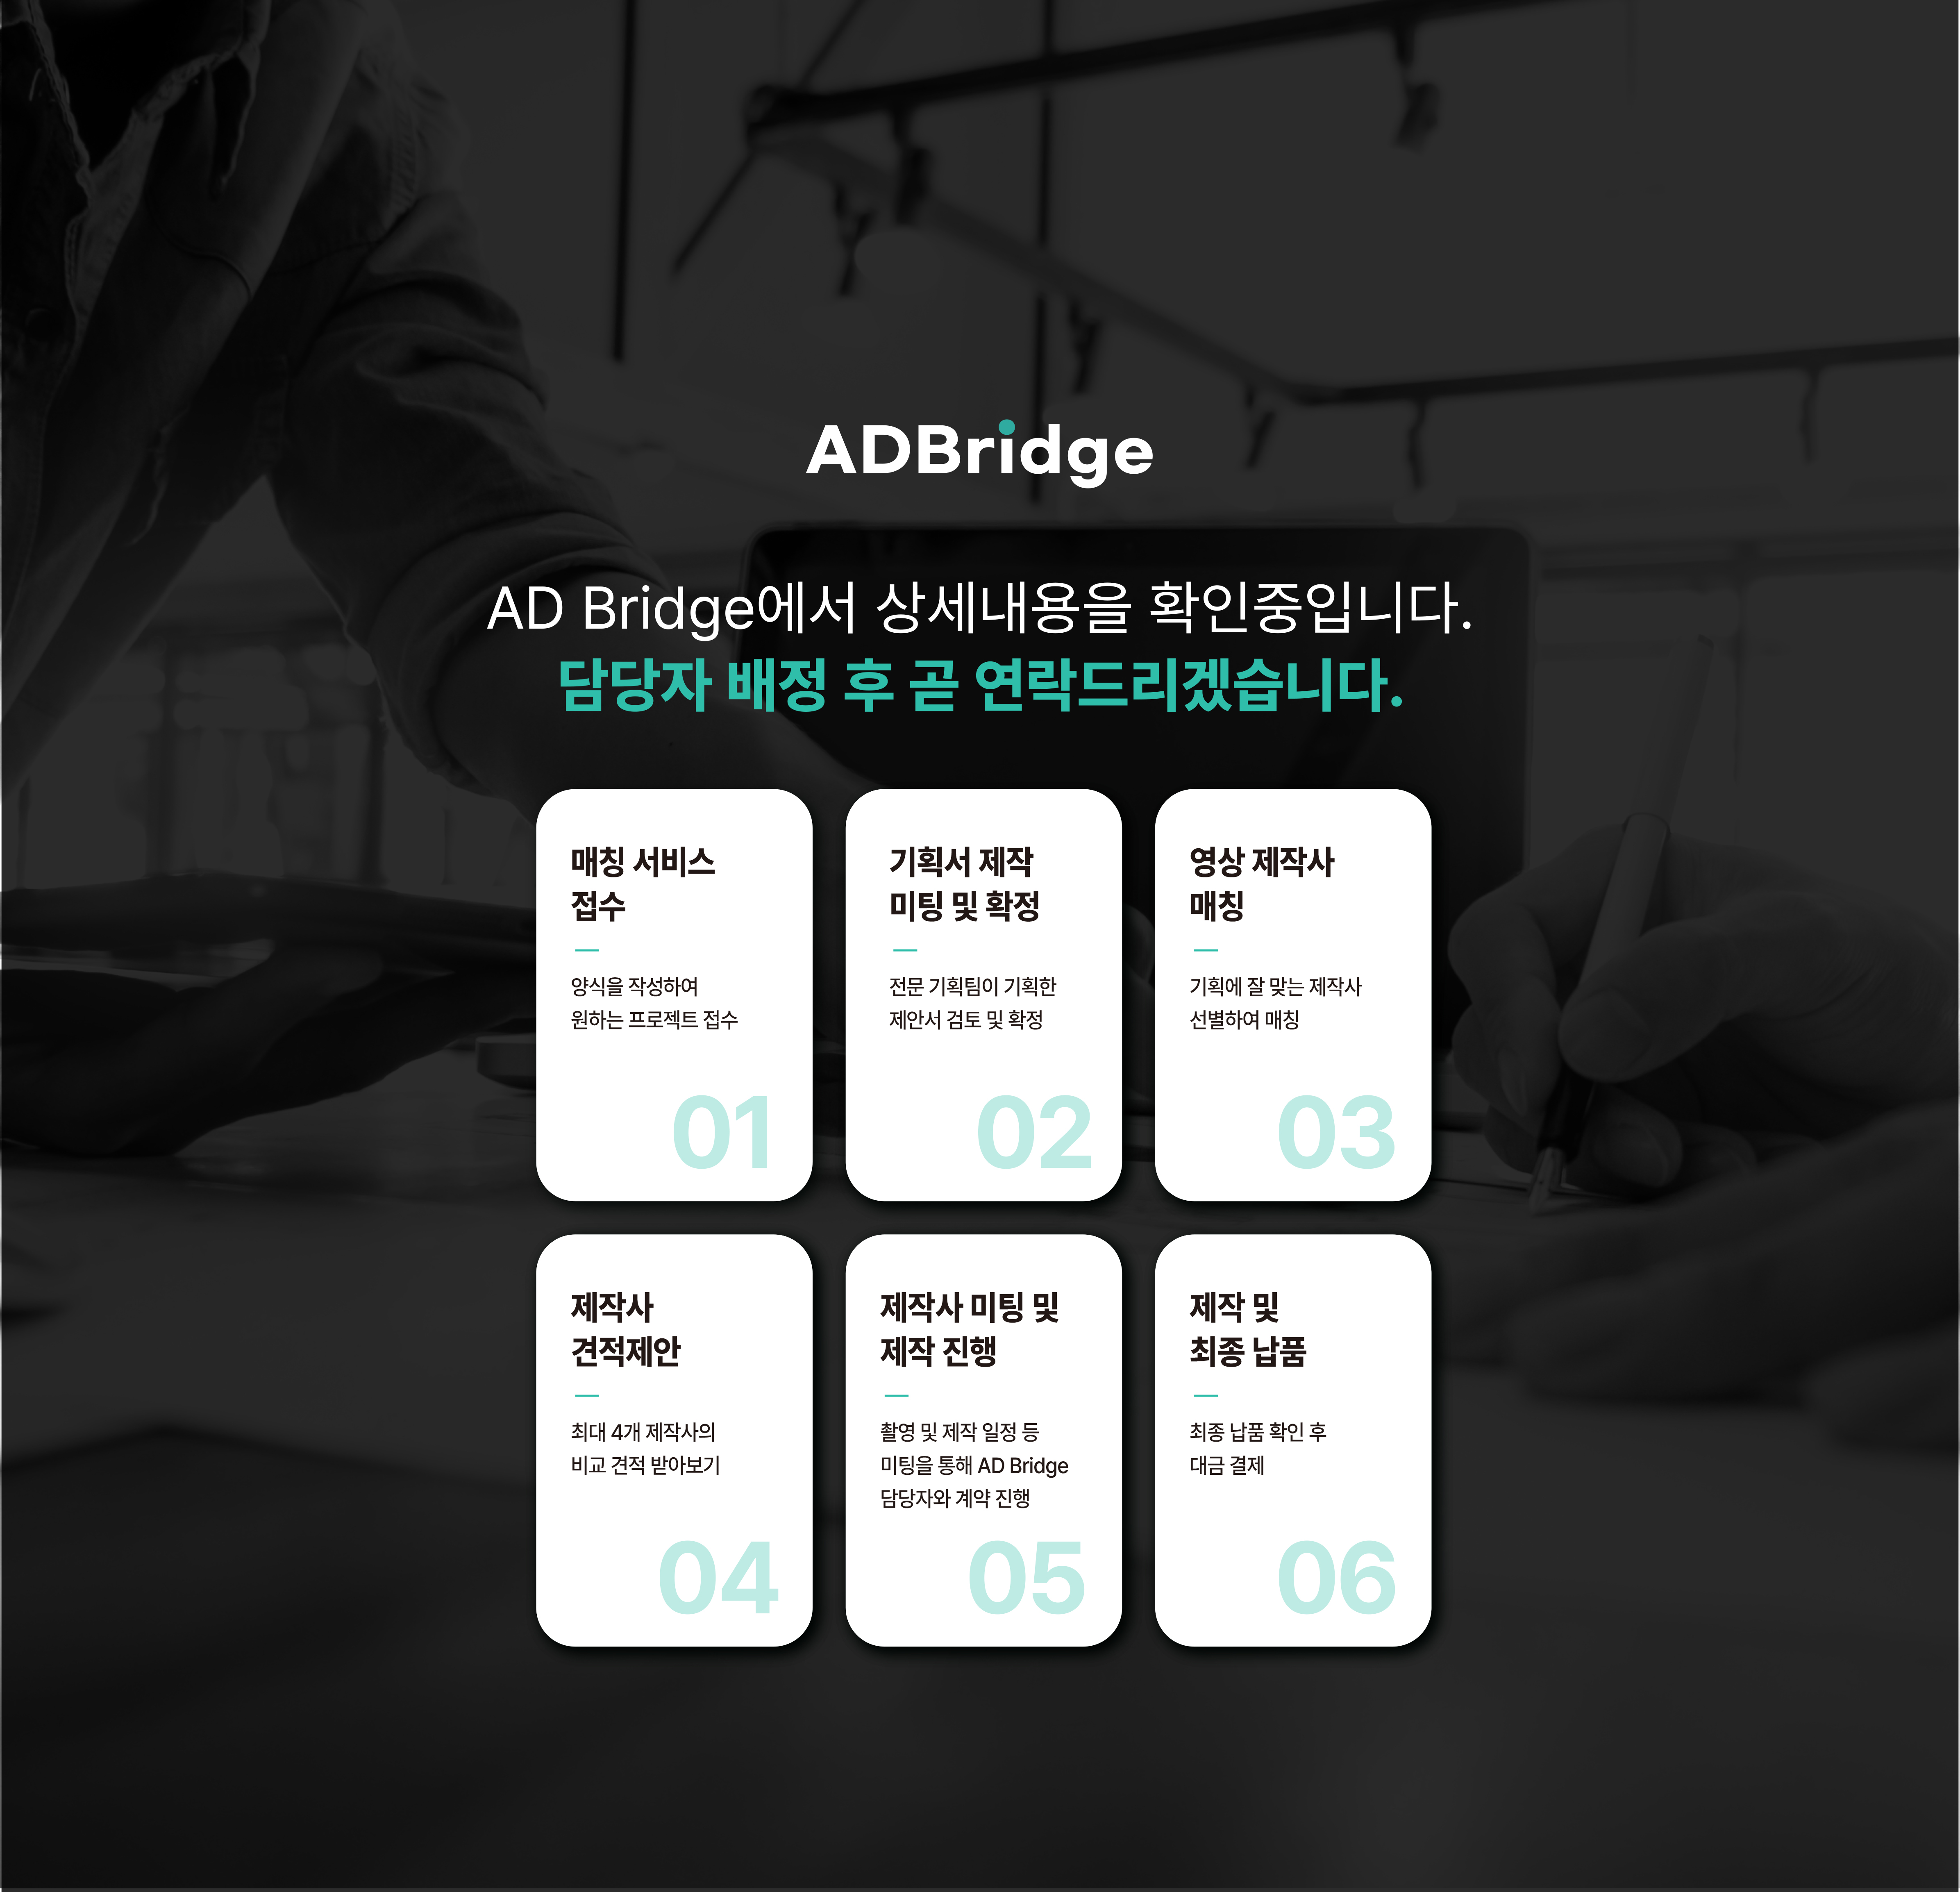 ADBridge
AD Bridge에서 상세내용을 확인중입니다.
담당자 배정 후 곧 연락드리겠습니다.
매칭 서비스
접수
양식을 작성하여
원하는 프로젝트 접수
01
기획서 제작
미팅 및 확정
전문 기획팀이 기획한
제안서 검토 및 확정
02
영상 제작사
매칭
기획에 잘 맞는 제작사
선별하여 매칭
03
제작사
견적제안
최대 4개 제작사의
비교 견적 받아보기
04
제작사 미팅 및
제작 진행
촬영 및 제작 일정 등
미팅을 통해 AD Bridge
담당자와 계약 진행
05
제작 및
최종 납품
최종 납품 확인 후
대금 결제
06